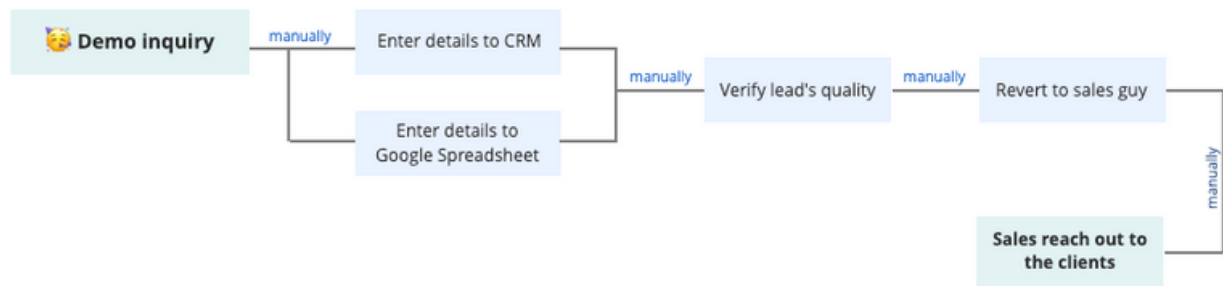 🥳 Demo inquiry
manually
Enter details to CRM
Enter details to
Google Spreadsheet
manually
Verify lead's quality
manually
Revert to sales guy
manually
Sales reach out to
the clients